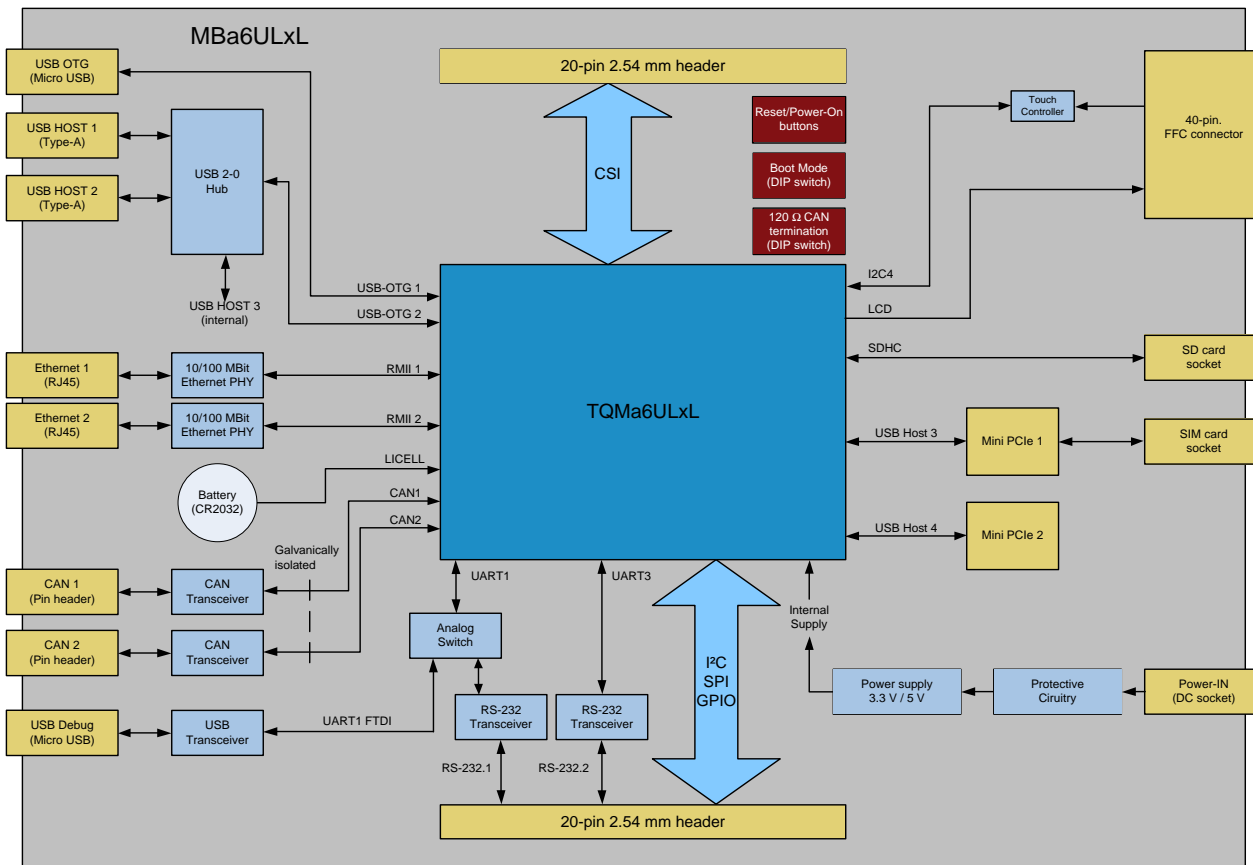 MBa6ULxL
USB OTG
(Micro USB)
USB HOST 1
(Type-A)
USB HOST 2
(Type-A)
USB 2-0
Hub
USB HOST 3
(internal)
20-pin 2.54 mm header
CSI
Reset/Power-On
buttons
Boot Mode
(DIP switch)
120 Ω CAN
termination
(DIP switch)
Touch
Controller
40-pin.
FFC connector
USB-OTG 1
USB-OTG 2
I2C4
LCD
SDHC
SD card
socket
Ethernet 1
(RJ45)
10/100 MBit
Ethernet PHY
RMII 1
Ethernet 2
(RJ45)
10/100 MBit
Ethernet PHY
RMII 2
TQMa6ULxL
USB Host 3
Mini PCIe 1
SIM card
socket
Battery
(CR2032)
LICELL
CAN1
CAN2
USB Host 4
Mini PCIe 2
Galvanically
isolated
CAN 1
(Pin header)
CAN
Transceiver
CAN 2
(Pin header)
CAN
Transceiver
UART1
UART3
Analog
Switch
Internal
Supply
I²C
SPI
GPIO
Power supply
3.3 V / 5 V
Protective
Ciruitry
Power-IN
(DC socket)
USB Debug
(Micro USB)
USB
Transceiver
UART1 FTDI
RS-232
Transceiver
RS-232
Transceiver
RS-232.1
RS-232.2
20-pin 2.54 mm header